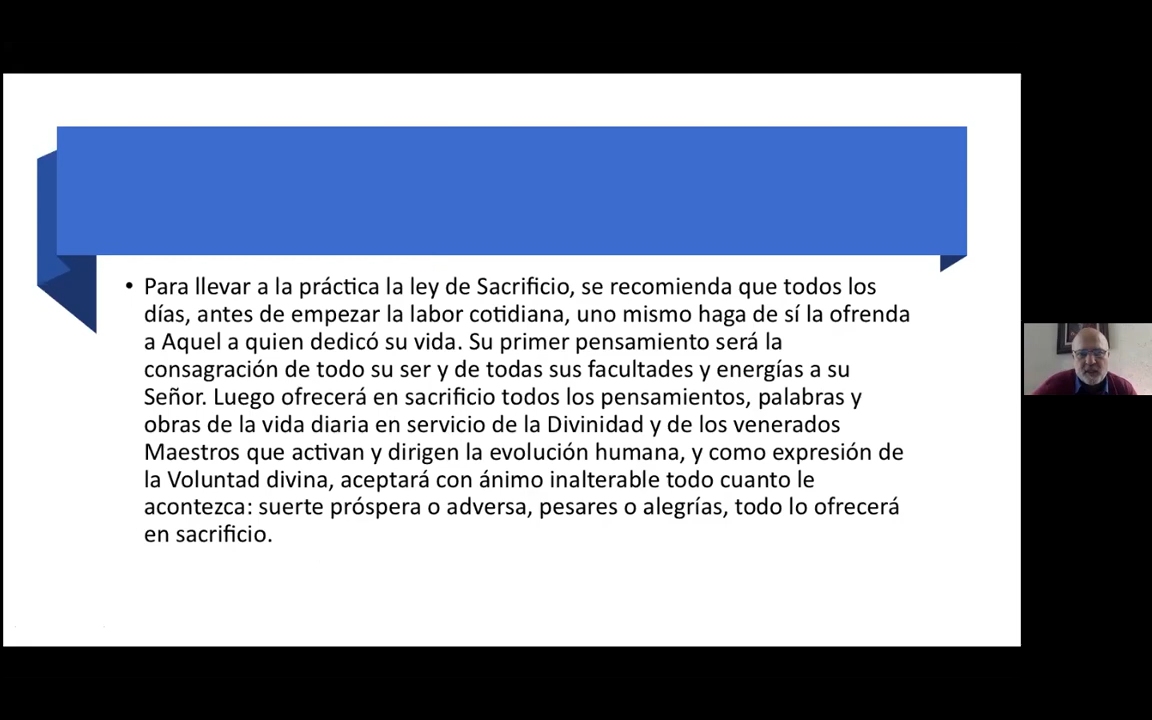 • Para llevar a la práctica la ley de Sacrificio, se recomienda que todos los
días, antes de empezar la labor cotidiana, uno mismo haga de sí la ofrenda
a Aquel a quien dedicó su vida. Su primer pensamiento será la
consagración de todo su ser y de todas sus facultades y energías a su
Señor. Luego ofrecerá en sacrificio todos los pensamientos, palabras y
obras de la vida diaria en servicio de la Divinidad y de los venerados
Maestros que activan y dirigen la evolución humana, y como expresión de
la Voluntad divina, aceptará con ánimo inalterable todo cuanto le
acontezca: suerte próspera o adversa, pesares o alegrías, todo lo ofrecerá
en sacrificio.